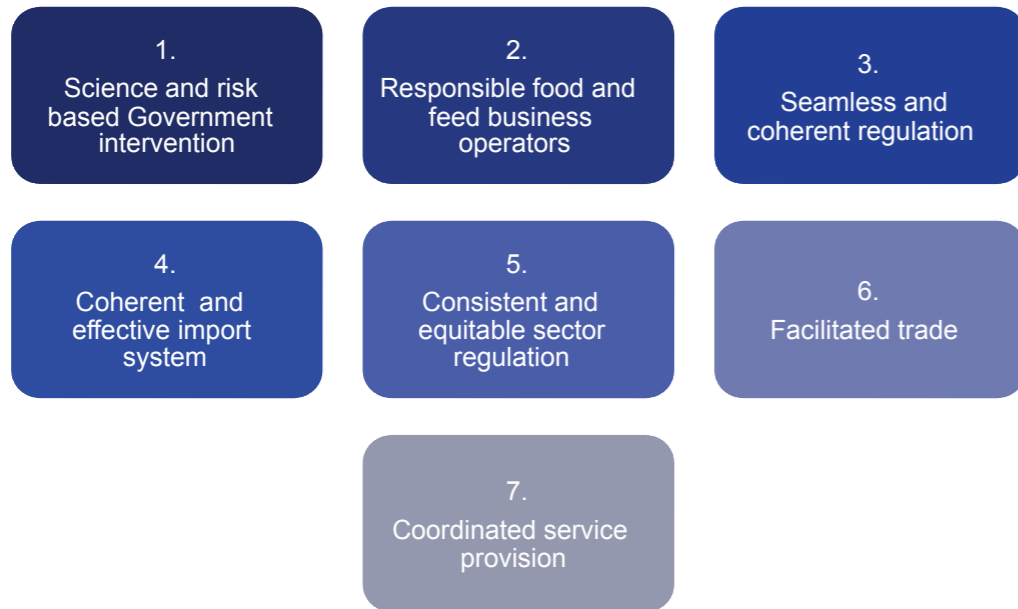 1.
Science and risk
based Government
intervention
2.
Responsible food and
feed business
operators
3.
Seamless and
coherent regulation
4.
Coherent  and
effective import
system
5.
Consistent and
equitable sector
regulation
6.
Facilitated trade
7.
Coordinated service
provision